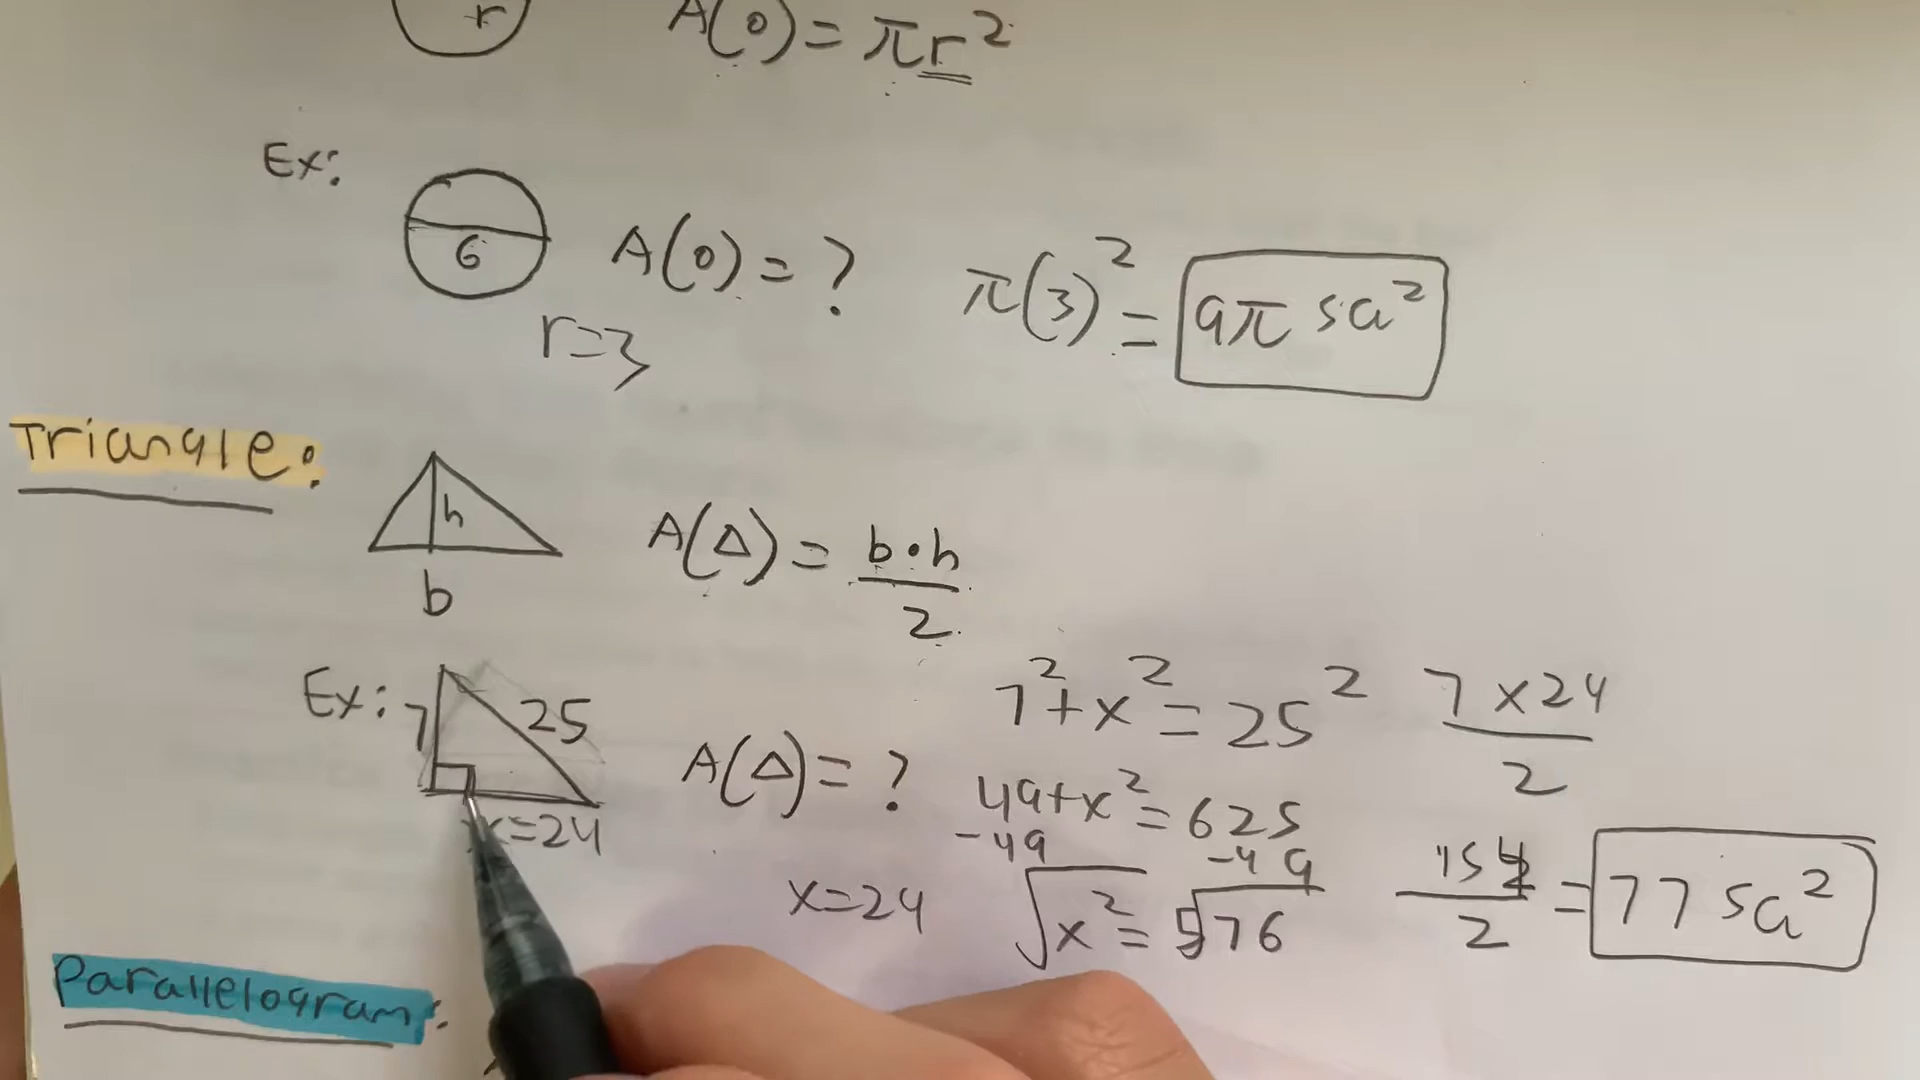 r A(O) = πr²
Ex: 6 A(O) = ? π(3)² = 9π sq²
r=3
Triangle:
h b A(Δ) = b·h / 2
Ex: 7 25 x=24 A(Δ) = ?
7² + x² = 25²
49 + x² = 625
-49 -49
√x² = √576
x=24
7 x 24 / 2
154 / 2 = 77 sq²
Parallelogram: